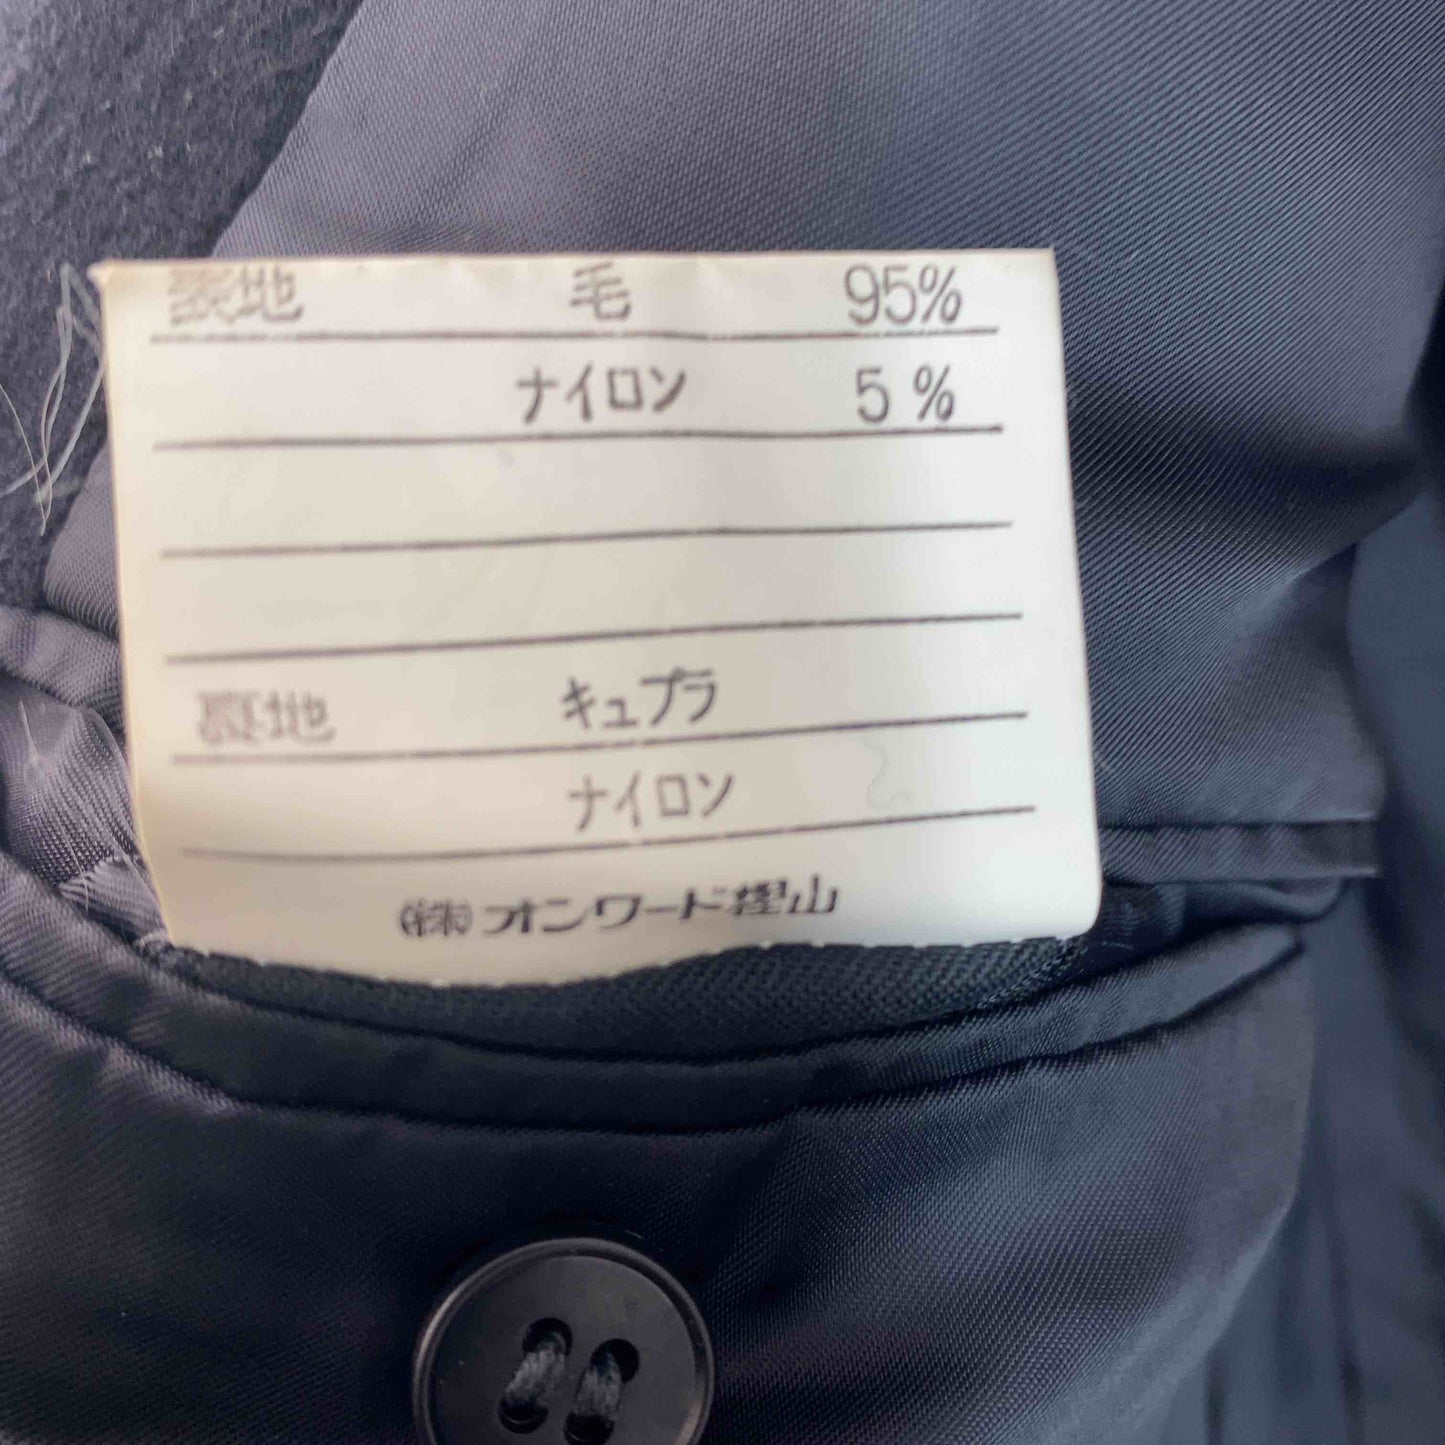 表地 毛 95%
ナイロン 5%
裏地 キュプラ
ナイロン
㈱オンワード樫山